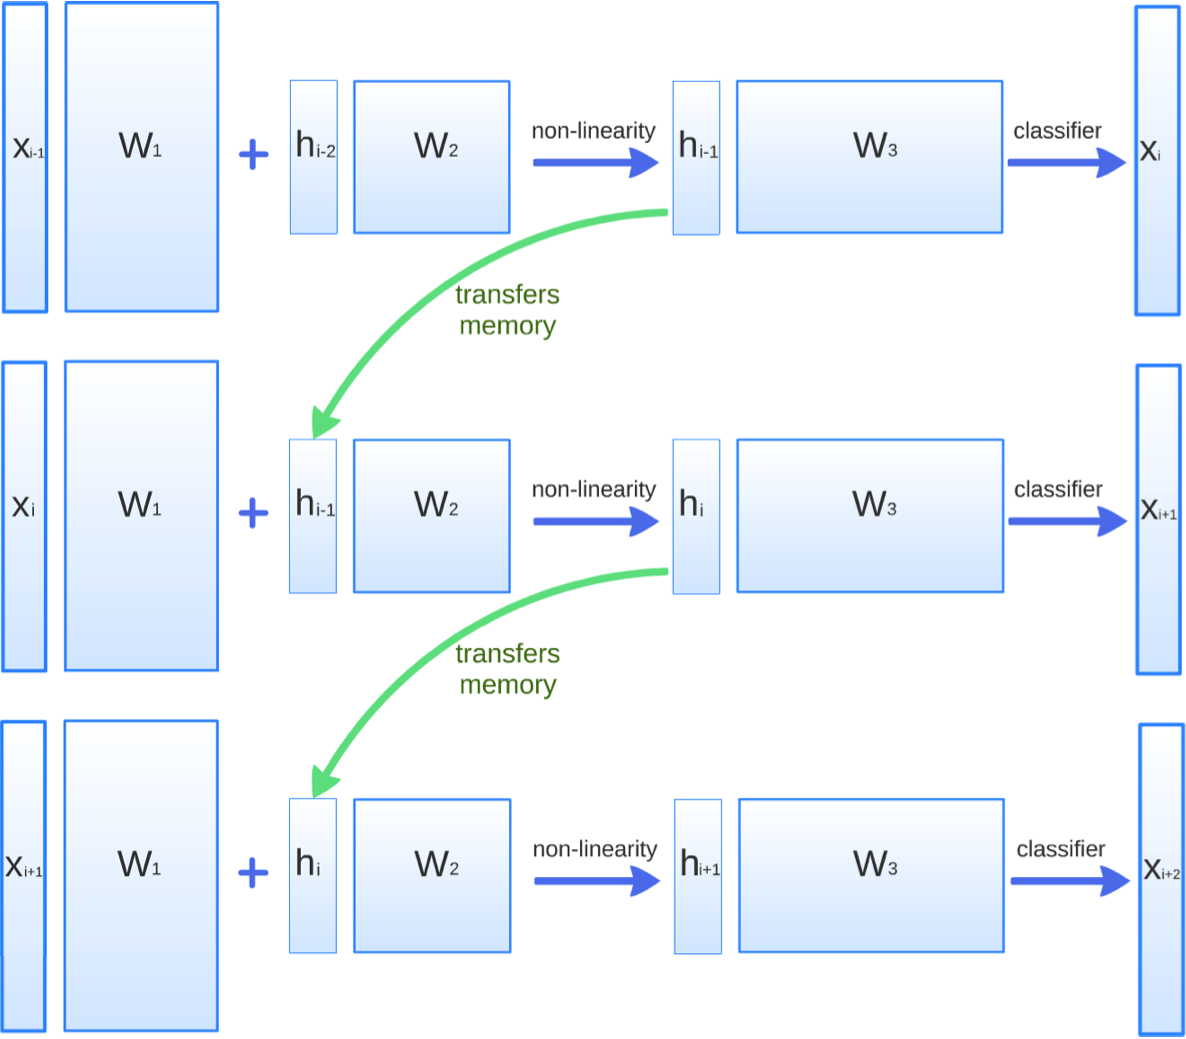 x_{i-1} W_1 + h_{i-2} W_2 non-linearity h_{i-1} W_3 classifier x_i
transfers
memory
x_i W_1 + h_{i-1} W_2 non-linearity h_i W_3 classifier x_{i+1}
transfers
memory
x_{i+1} W_1 + h_i W_2 non-linearity h_{i+1} W_3 classifier x_{i+2}